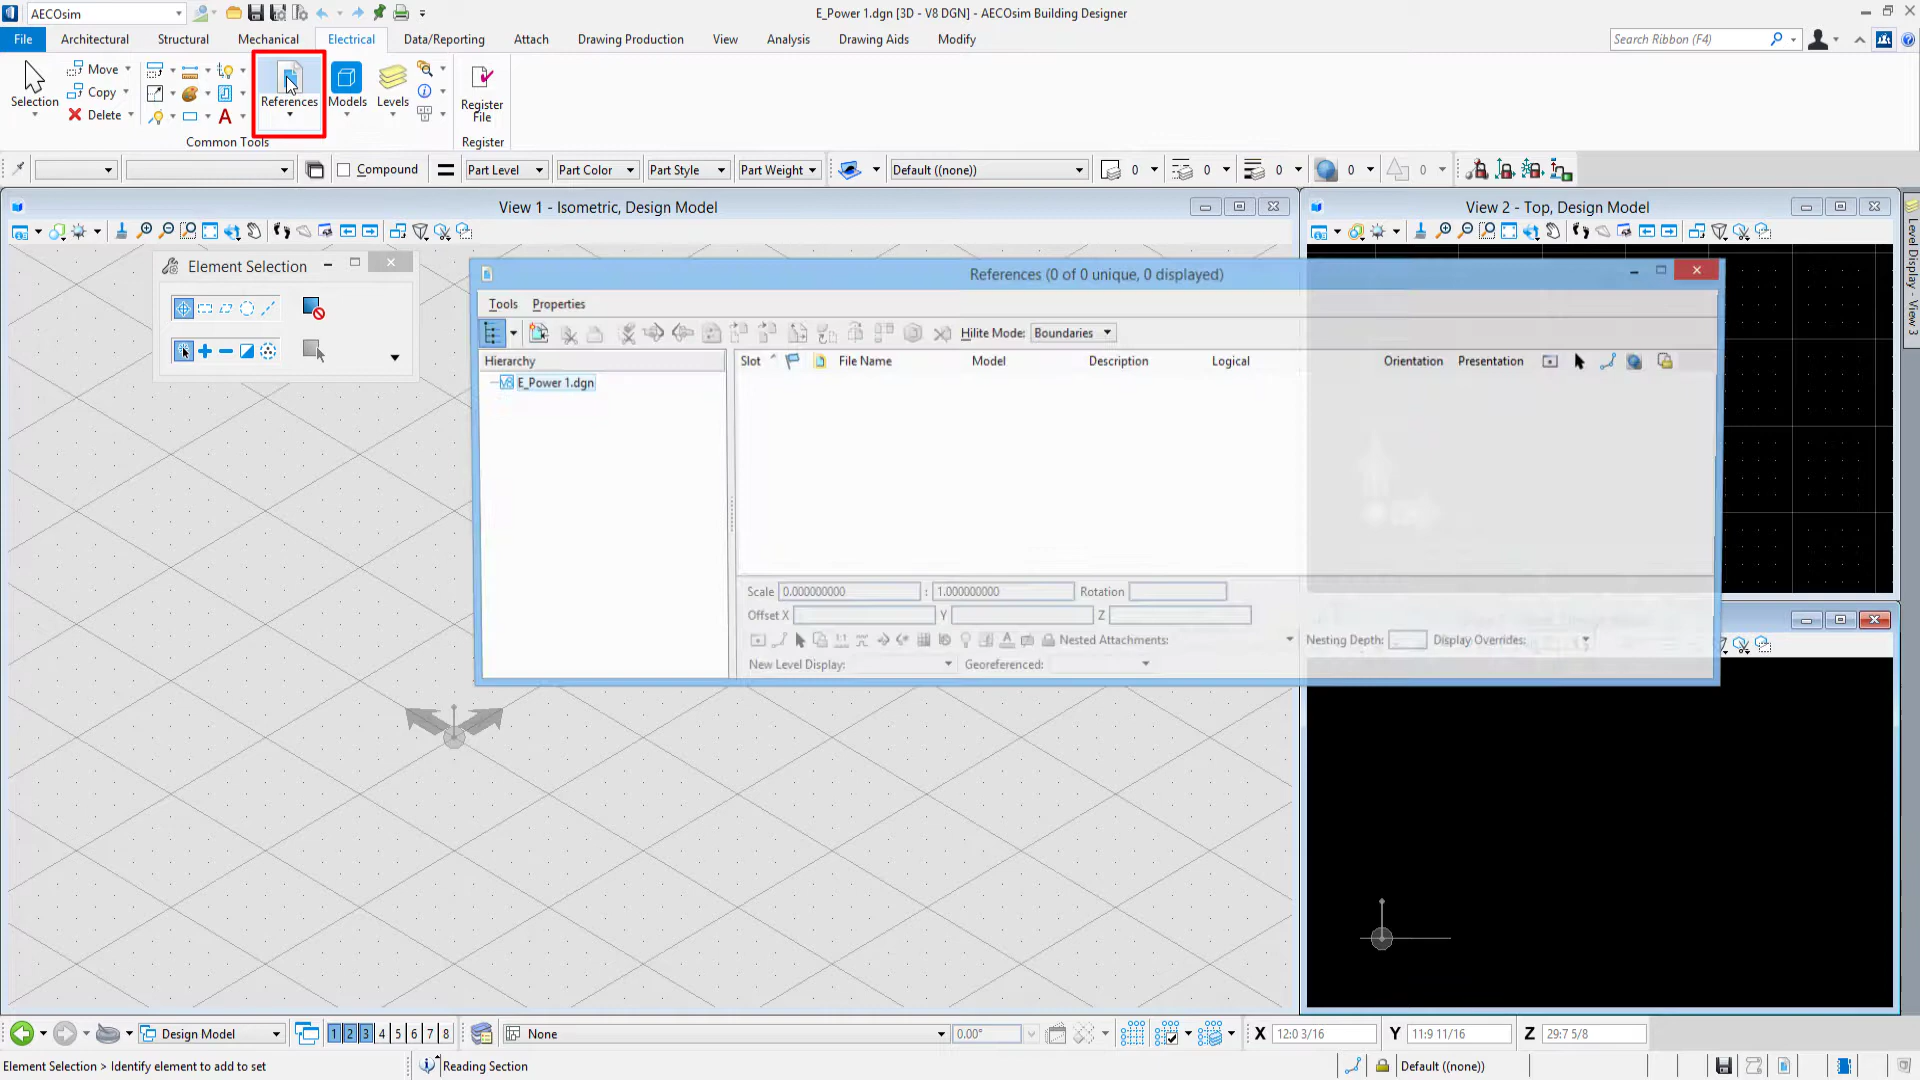 AECOsim
E_Power 1.dgn [3D - V8 DGN] - AECOsim Building Designer
File Architectural Structural Mechanical Electrical Data/Reporting Attach Drawing Production View Analysis Drawing Aids Modify
Search Ribbon (F4)
Selection
Move
Copy
Delete
References
Models
Levels
Register
File
Common Tools
Register
Compound
Part Level
Part Color
Part Style
Part Weight
Default ((none))
0
0
0
0
0
View 1 - Isometric, Design Model
View 2 - Top, Design Model
Level Display - View 3
Element Selection
References (0 of 0 unique, 0 displayed)
Tools Properties
Hilite Mode: Boundaries
Hierarchy
E_Power 1.dgn
Slot File Name Model Description Logical Orientation Presentation
Scale 0.000000000 : 1.000000000 Rotation
Offset X Y Z
Nested Attachments: Nesting Depth: Display Overrides:
New Level Display: Georeferenced:
Design Model
1 2 3 4 5 6 7 8
None
0.00°
X 12:0 3/16 Y 11:9 11/16 Z 29:7 5/8
Element Selection > Identify element to add to set
Reading Section
Default ((none))